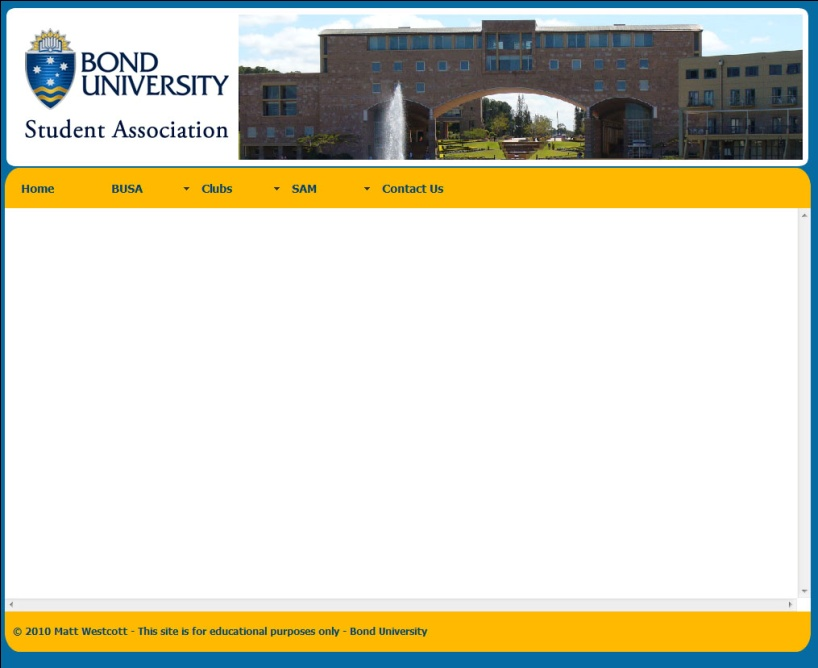 BOND
UNIVERSITY
Student Association
Home BUSA Clubs SAM Contact Us
© 2010 Matt Westcott - This site is for educational purposes only - Bond University